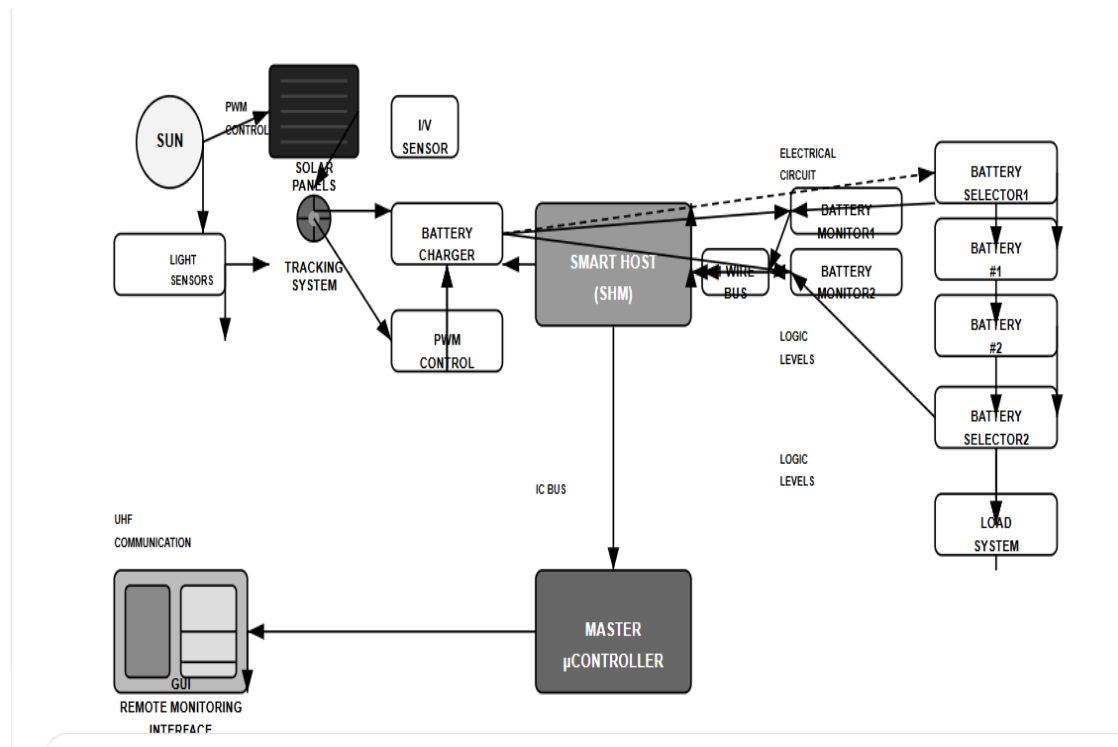 SUN
PWM
CONTROL
SOLAR
PANELS
I/V
SENSOR
LIGHT
SENSORS
TRACKING
SYSTEM
BATTERY
CHARGER
PWM
CONTROL
SMART HOST
(SHM)
WIRE
BUS
ELECTRICAL
CIRCUIT
BATTERY
MONITOR1
BATTERY
MONITOR2
LOGIC
LEVELS
LOGIC
LEVELS
BATTERY
SELECTOR1
BATTERY
#1
BATTERY
#2
BATTERY
SELECTOR2
LOAD
SYSTEM
IC BUS
UHF
COMMUNICATION
MASTER
µCONTROLLER
GUI
REMOTE MONITORING
INTERFACE